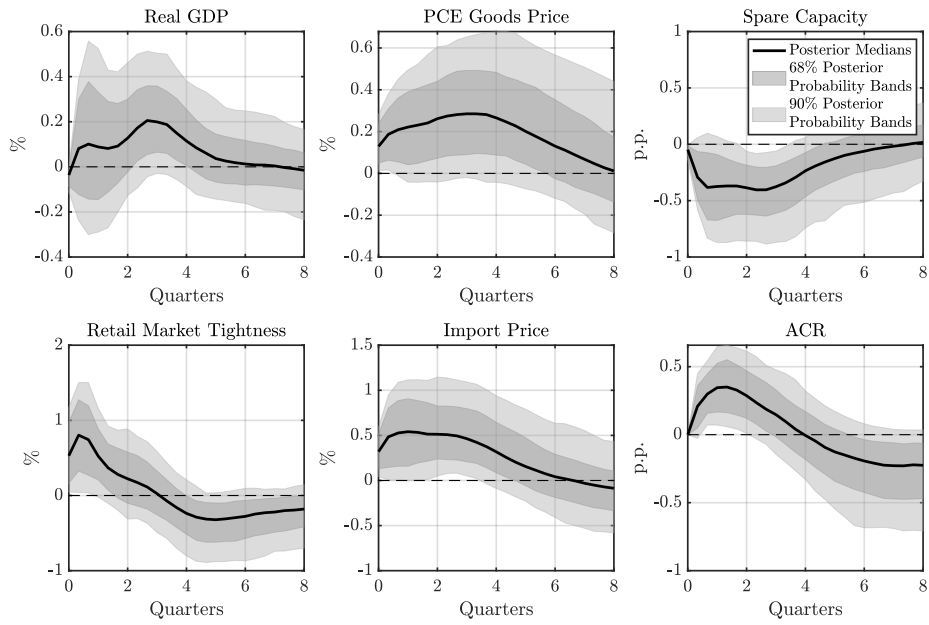 Real GDP
0.6
0.4
0.2
0
-0.2
-0.4
%
0 2 4 6 8
Quarters
PCE Goods Price
0.6
0.4
0.2
0
-0.2
-0.4
%
0 2 4 6 8
Quarters
Spare Capacity
1
0.5
0
-0.5
-1
p.p.
Posterior Medians
68% Posterior
Probability Bands
90% Posterior
Probability Bands
0 2 4 6 8
Quarters
Retail Market Tightness
2
1
0
-1
%
0 2 4 6 8
Quarters
Import Price
1.5
1
0.5
0
-0.5
-1
%
0 2 4 6 8
Quarters
ACR
0.5
0
-0.5
-1
p.p.
0 2 4 6 8
Quarters